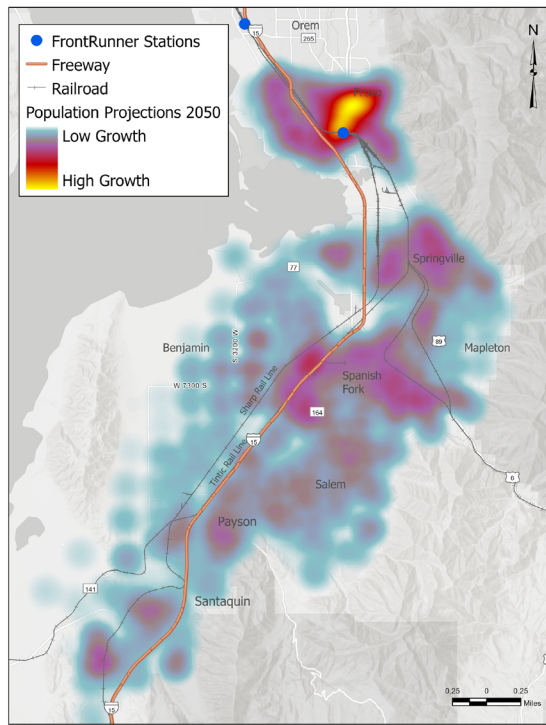 FrontRunner Stations
Freeway
Railroad
Population Projections 2050
Low Growth
High Growth
Orem
15
265
N
Provo
77
Springville
S 3200 W
Benjamin
89
Mapleton
W 7300 S
Sharp Rail Line
Spanish
Fork
164
15
Tintic Rail Line
6
Salem
Payson
141
Santaquin
15
0.25 0 0.25
Miles